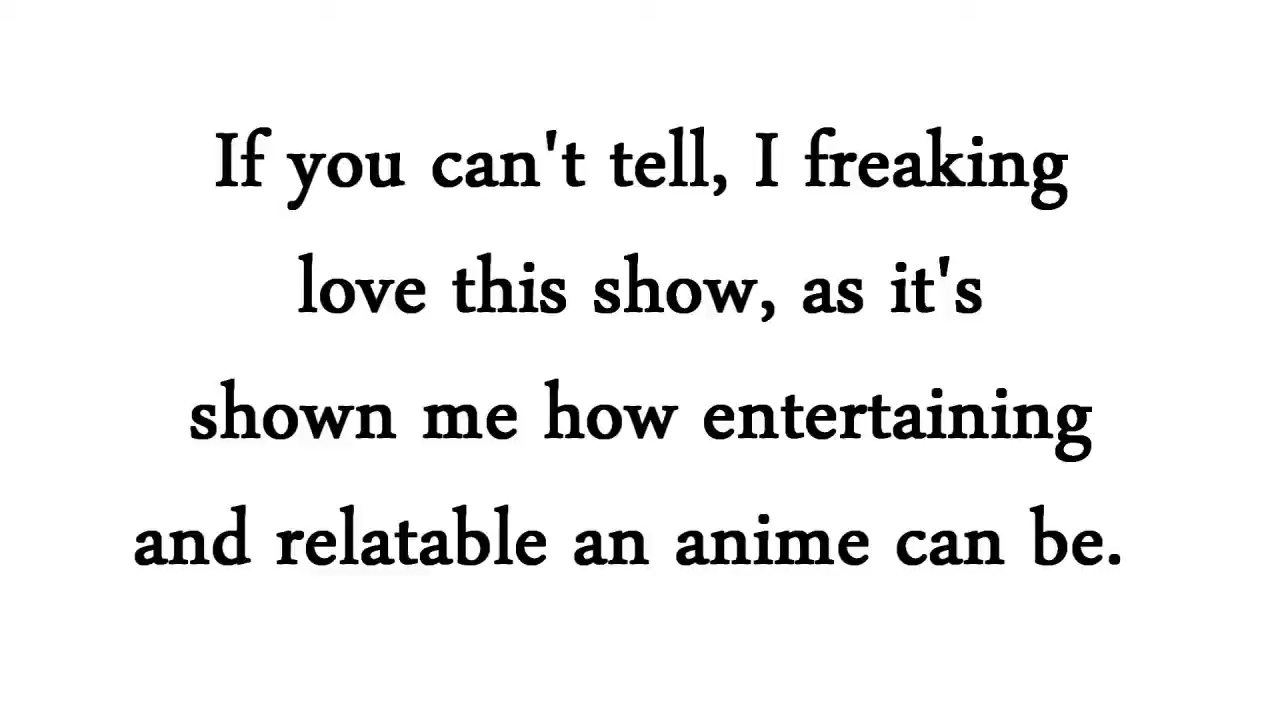 If you can't tell, I freaking
love this show, as it's
shown me how entertaining
and relatable an anime can be.